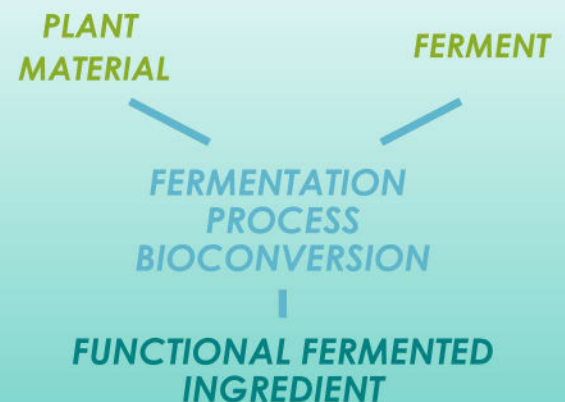 PLANT
MATERIAL
FERMENT
FERMENTATION
PROCESS
BIOCONVERSION
FUNCTIONAL FERMENTED
INGREDIENT